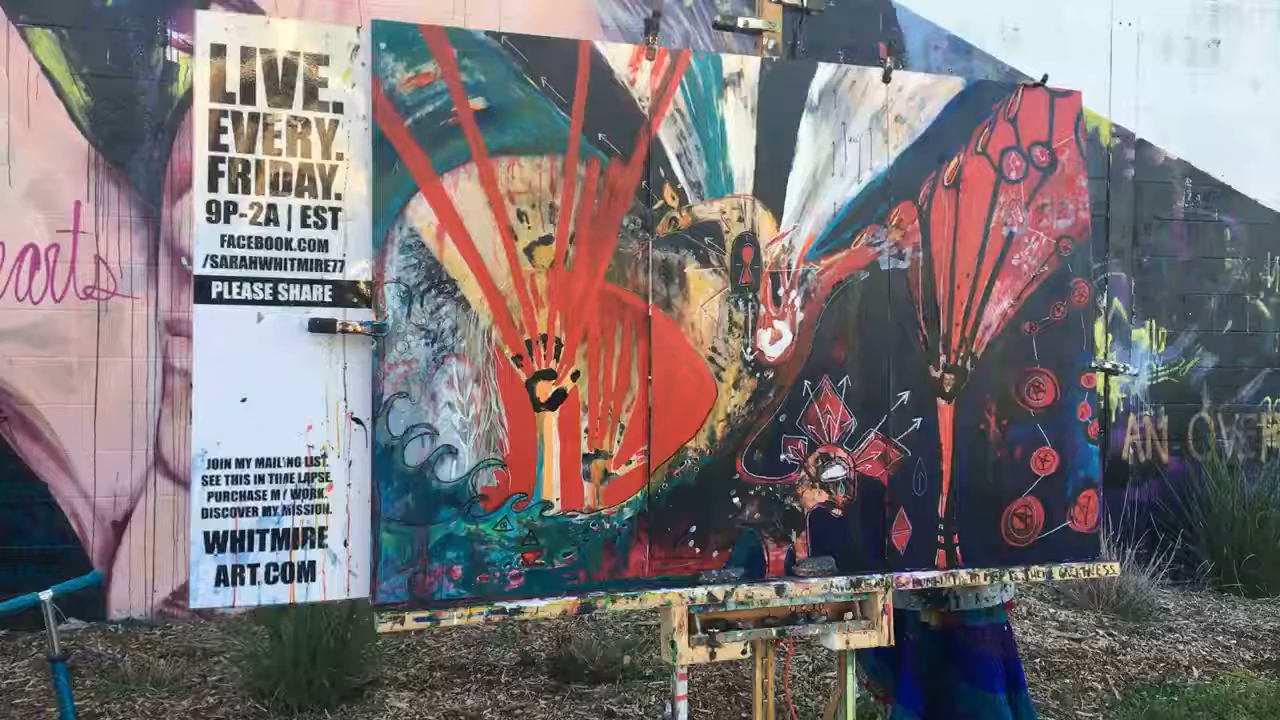 LIVE.
EVERY.
FRIDAY.
9P-2A | EST
FACEBOOK.COM
/SARAHWHITMIRE77
PLEASE SHARE
JOIN MY MAILING LIST.
SEE THIS IN TIME LAPSE.
PURCHASE MY WORK.
DISCOVER MY MISSION.
WHITMIRE
ART.COM
AN